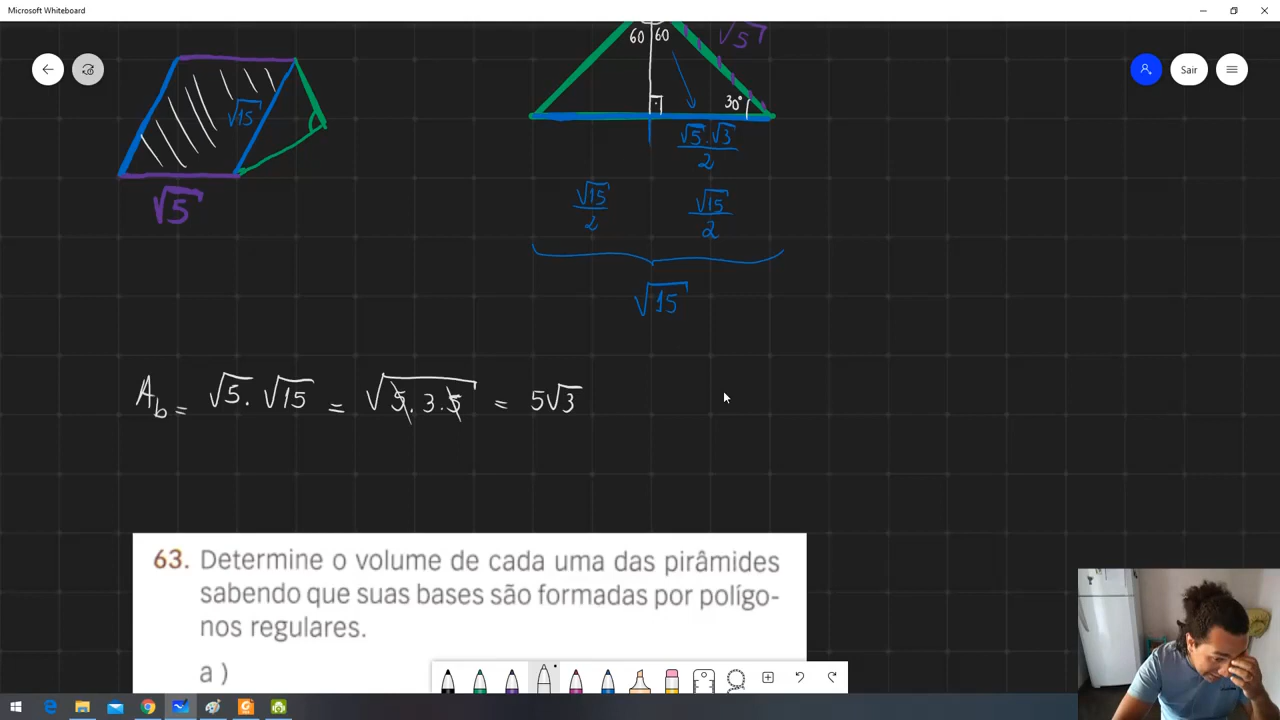 Microsoft Whiteboard
Sair
60 60
√5
30°
√15
√5 . √3
2
√5
√15
2
√15
2
√15
A_b = √5 . √15 = √5 . 3 . 5 = 5√3
63. Determine o volume de cada uma das pirâmides
sabendo que suas bases são formadas por polígo-
nos regulares.
a )